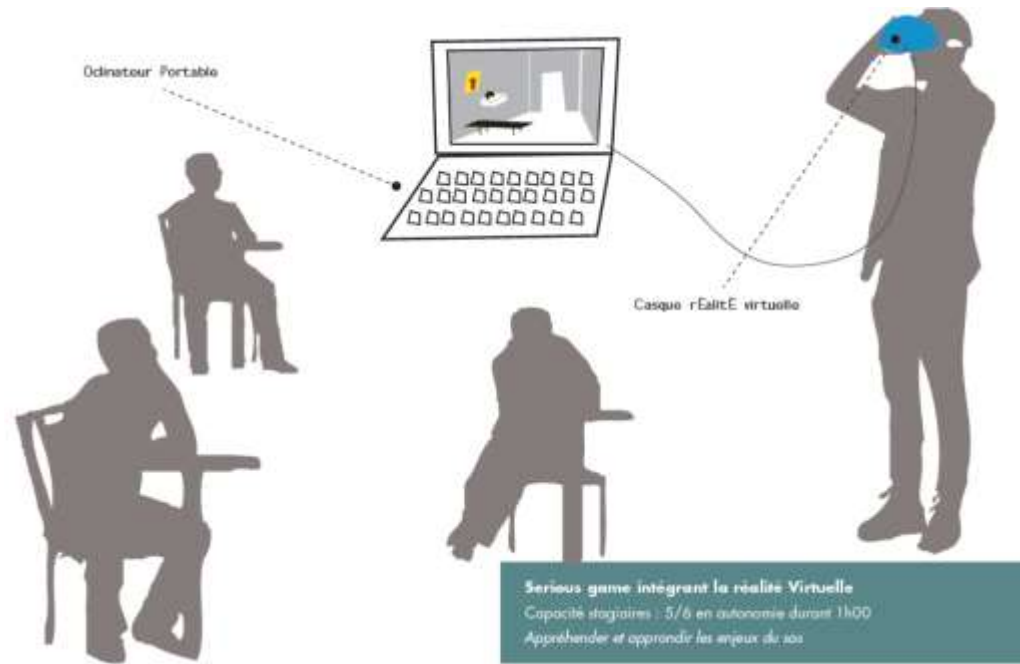 Odinateur Portable
Casque rEalitE virtuelle
Serious game intégrant la réalité Virtuelle
Capacité stagiaires : 5/6 en autonomie durant 1h00
Appréhender et apprendir les enjeux du sas